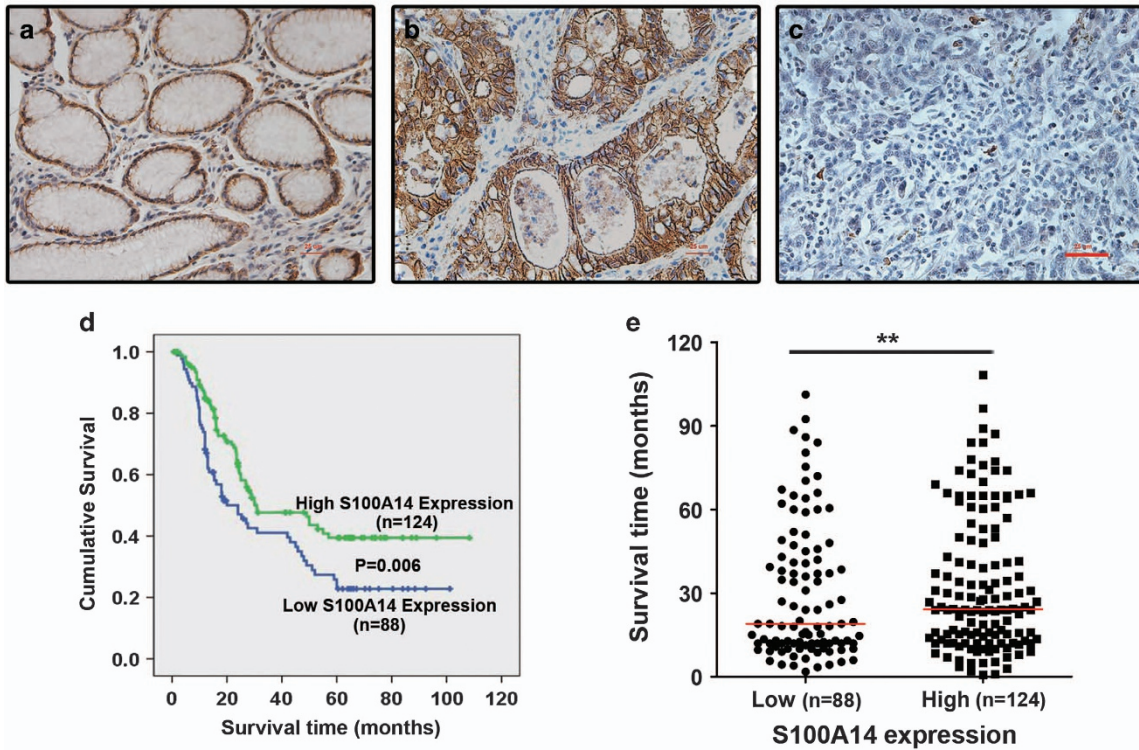 a
b
c
25 um
d
Cumulative Survival
1.0
0.8
0.6
0.4
0.2
0.0
High S100A14 Expression
(n=124)
P=0.006
Low S100A14 Expression
(n=88)
0 20 40 60 80 100 120
Survival time (months)
e
**
Survival time (months)
120
90
60
30
0
Low (n=88) High (n=124)
S100A14 expression